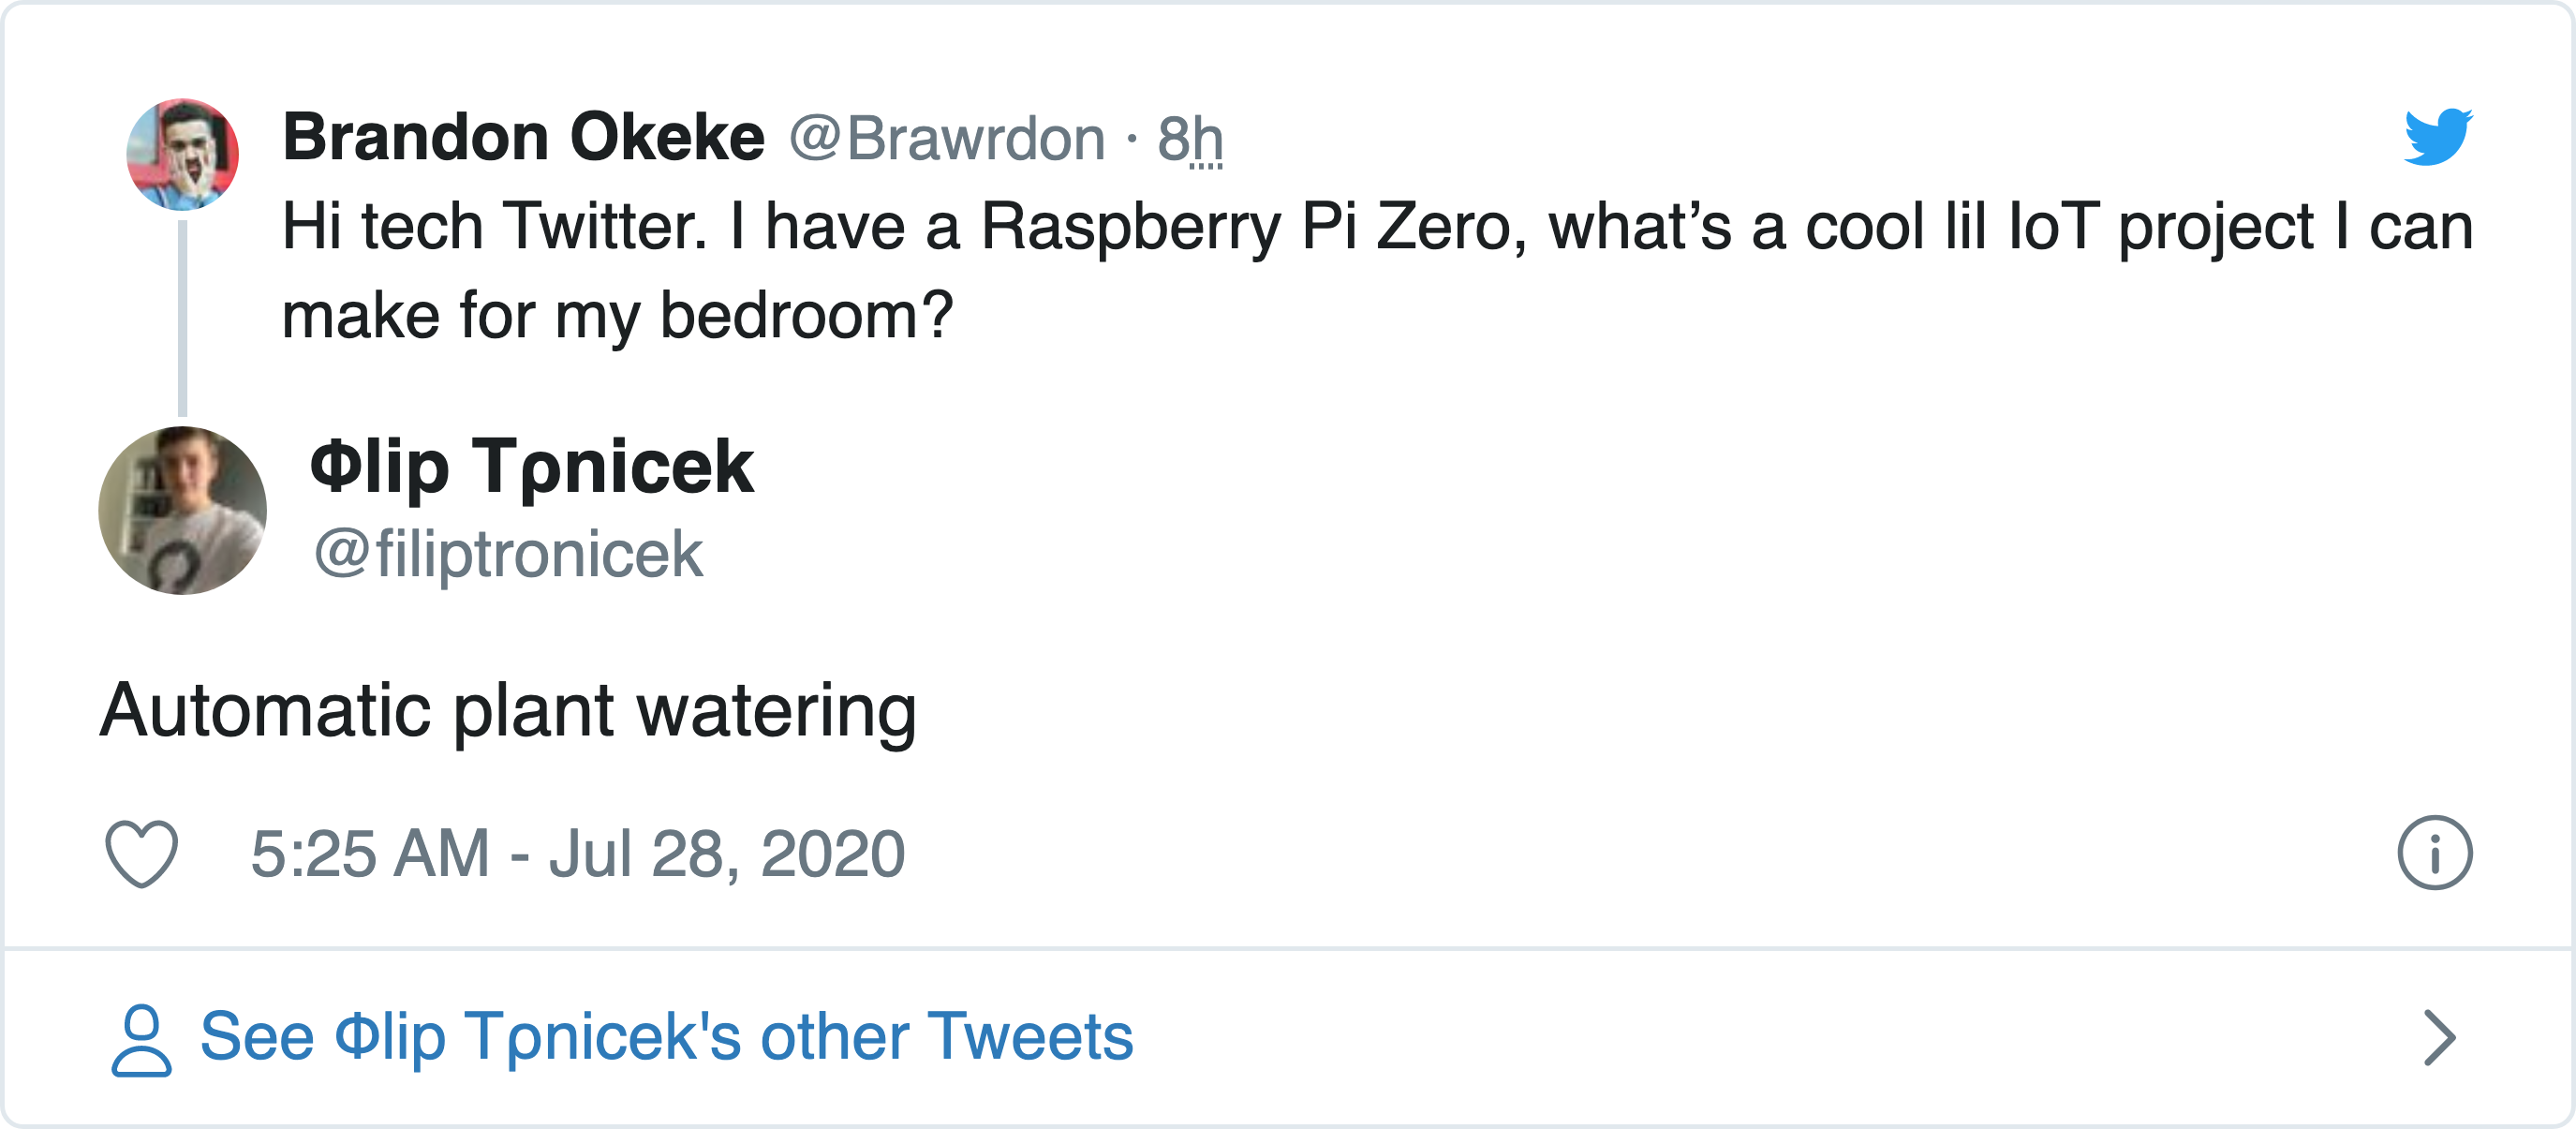 Brandon Okeke @Brawrdon · 8h
Hi tech Twitter. I have a Raspberry Pi Zero, what’s a cool lil IoT project I can
make for my bedroom?
Φlip Tρnicek
@filiptronicek
Automatic plant watering
5:25 AM - Jul 28, 2020
See Φlip Tρnicek's other Tweets